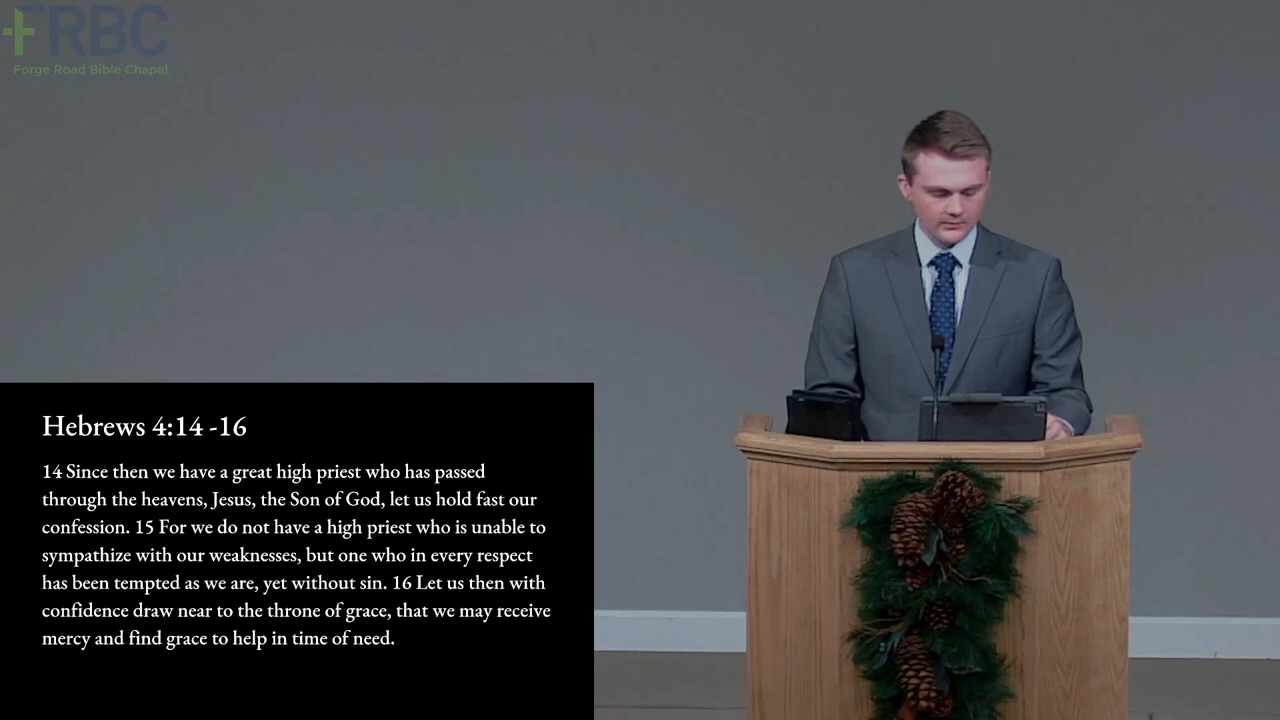 FRBC
Forge Road Bible Chapel
Hebrews 4:14 -16
14 Since then we have a great high priest who has passed
through the heavens, Jesus, the Son of God, let us hold fast our
confession. 15 For we do not have a high priest who is unable to
sympathize with our weaknesses, but one who in every respect
has been tempted as we are, yet without sin. 16 Let us then with
confidence draw near to the throne of grace, that we may receive
mercy and find grace to help in time of need.